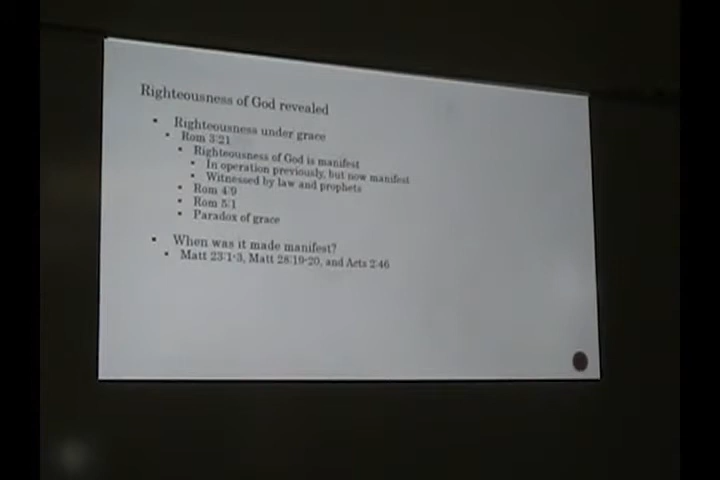 Righteousness of God revealed
▪ Righteousness under grace
▪ Rom 3:21
▪ Righteousness of God is manifest
▪ In operation previously, but now manifest
▪ Witnessed by law and prophets
▪ Rom 4:9
▪ Rom 5:1
▪ Paradox of grace
▪ When was it made manifest?
▪ Matt 23:1-3, Matt 28:19-20, and Acts 2:46